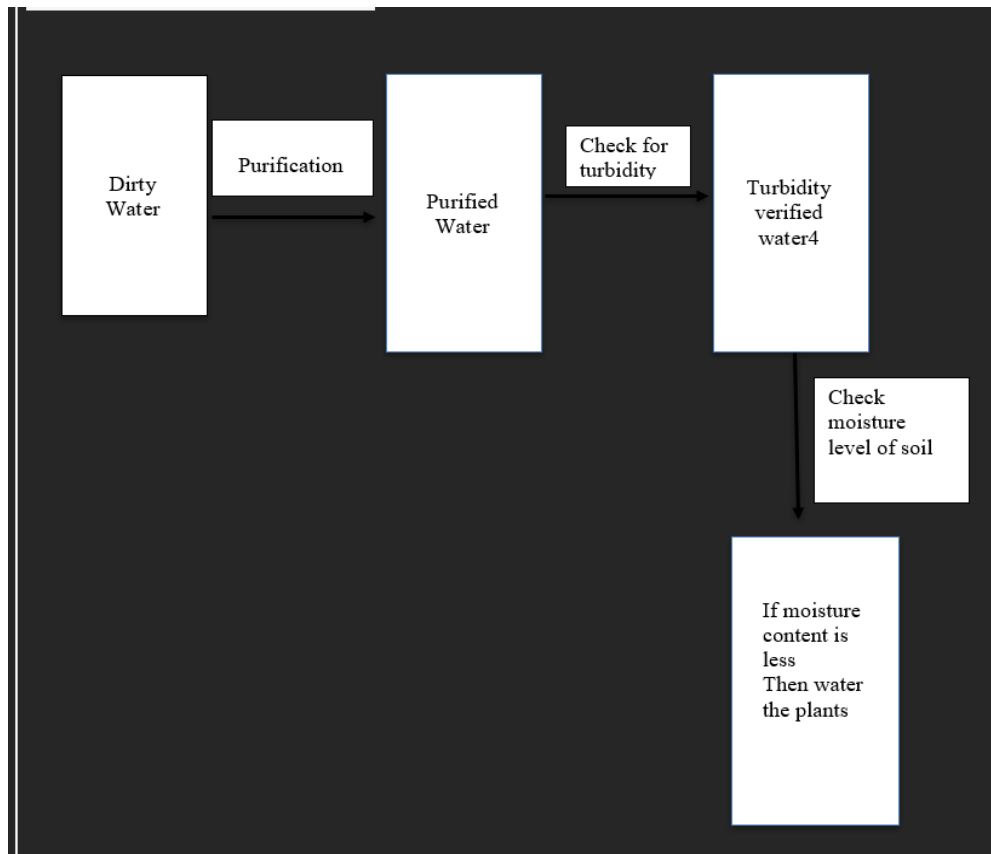 Dirty
Water
Purification
Purified
Water
Check for
turbidity
Turbidity
verified
water4
Check
moisture
level of soil
If moisture
content is
less
Then water
the plants